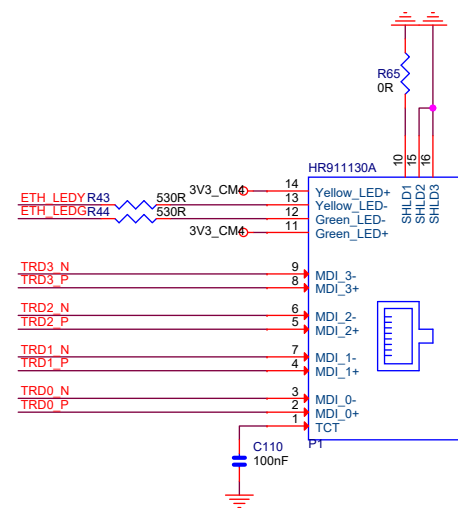 R65
0R
10
15
16
HR911130A
SHLD1
SHLD2
SHLD3
3V3_CM4
14
Yellow_LED+
ETH_LEDY
R43
530R
13
Yellow_LED-
ETH_LEDG
R44
530R
12
Green_LED-
3V3_CM4
11
Green_LED+
TRD3_N
9
MDI_3-
TRD3_P
8
MDI_3+
TRD2_N
6
MDI_2-
TRD2_P
5
MDI_2+
TRD1_N
7
MDI_1-
TRD1_P
4
MDI_1+
TRD0_N
3
MDI_0-
TRD0_P
2
MDI_0+
1
TCT
P1
C110
100nF